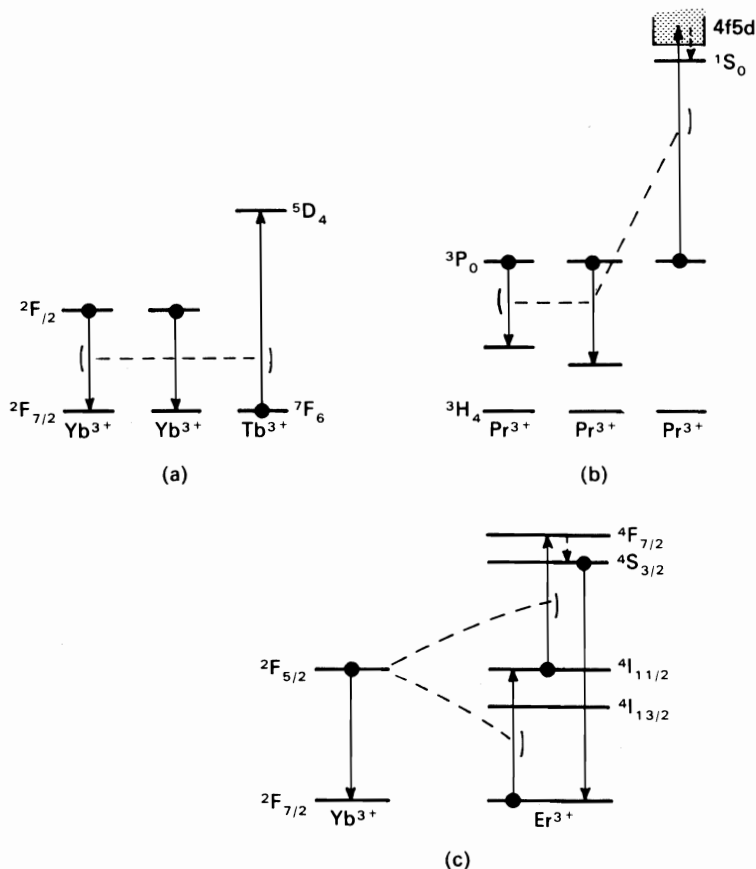 4f5d
¹S₀
⁵D₄
³P₀
²F/₂
²F₇/₂
⁷F₆
³H₄
Yb³⁺ Yb³⁺ Tb³⁺
Pr³⁺ Pr³⁺ Pr³⁺
(a)
(b)
⁴F₇/₂
⁴S₃/₂
²F₅/₂
⁴I₁₁/₂
⁴I₁₃/₂
²F₇/₂
Yb³⁺
Er³⁺
(c)